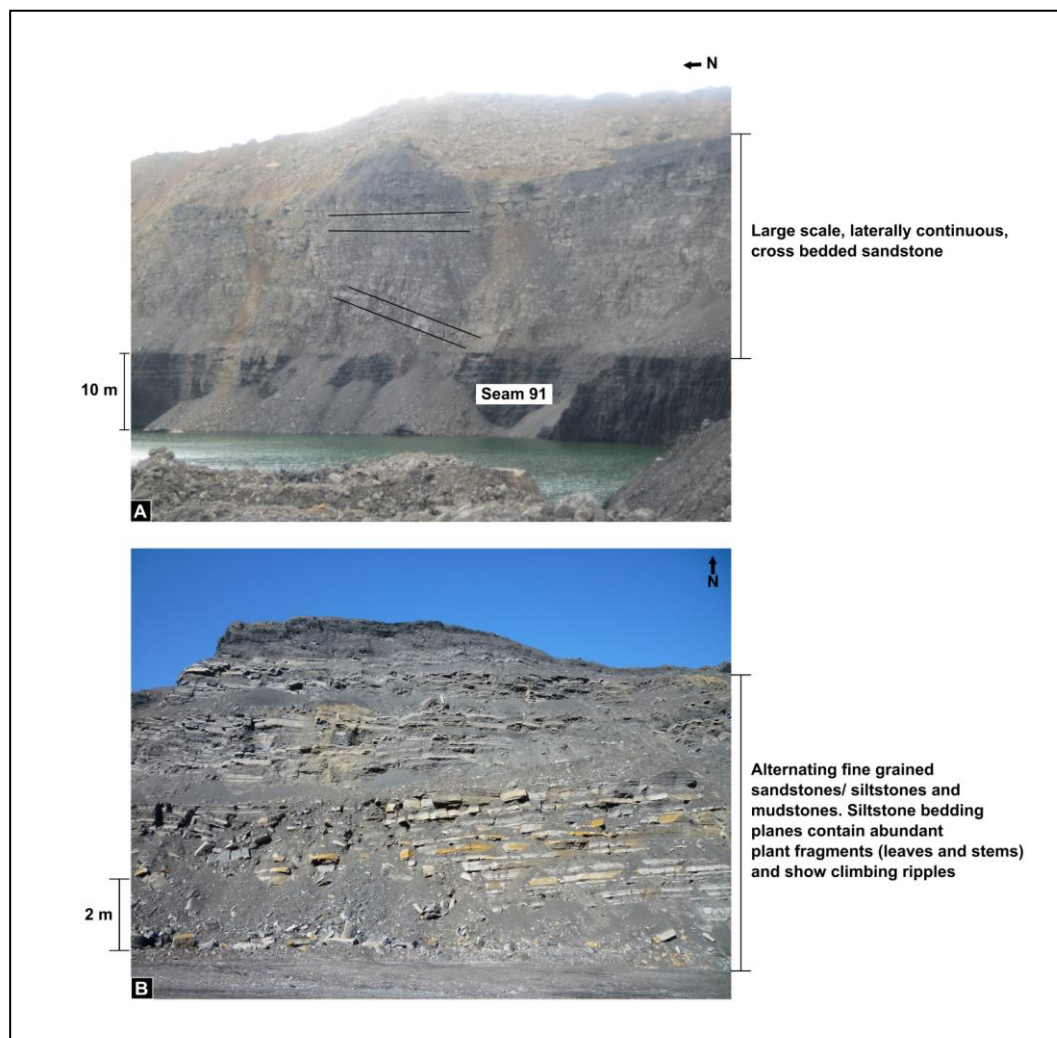 N
Large scale, laterally continuous,
cross bedded sandstone
10 m
Seam 91
A
N
Alternating fine grained
sandstones/ siltstones and
mudstones. Siltstone bedding
planes contain abundant
plant fragments (leaves and stems)
and show climbing ripples
2 m
B